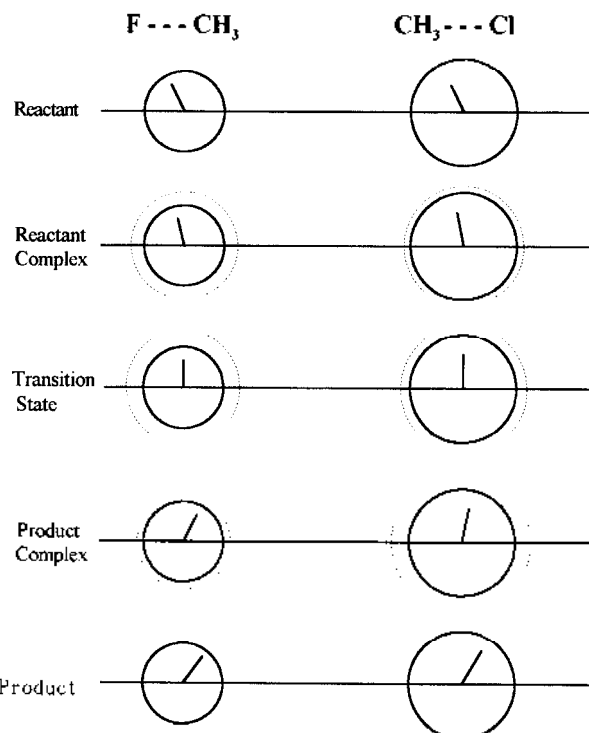 F - - - CH₃ CH₃ - - - Cl
Reactant
Reactant
Complex
Transition
State
Product
Complex
Product